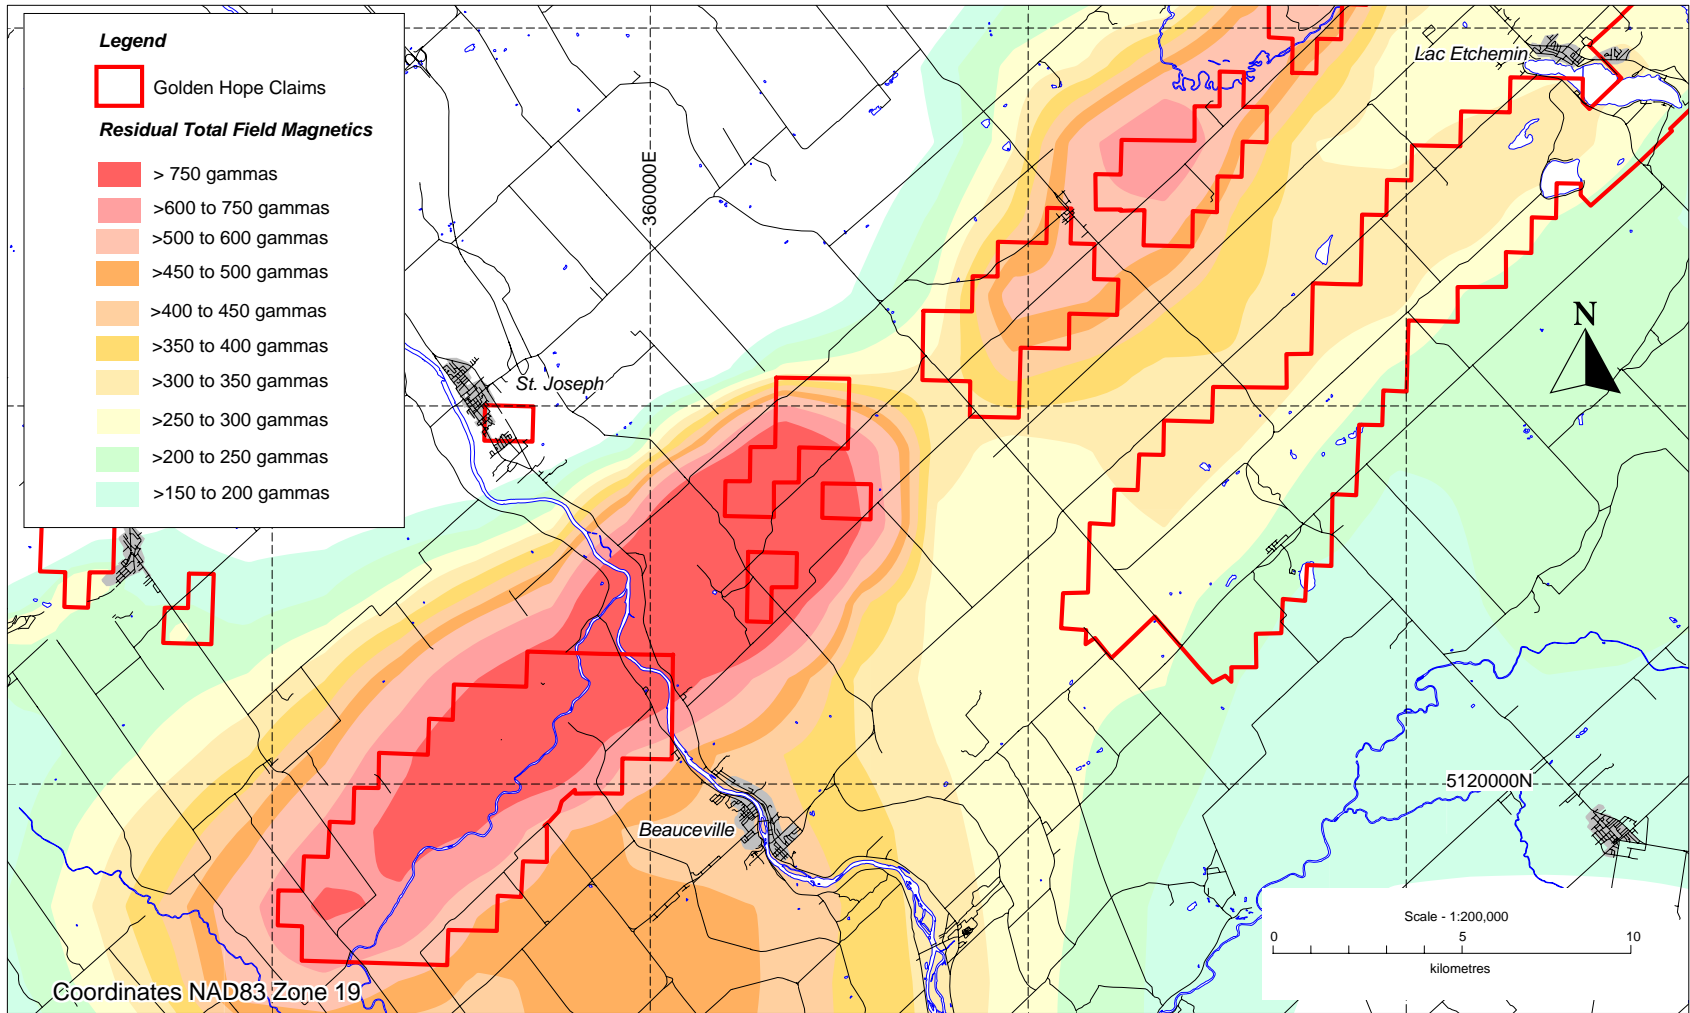 Legend
Golden Hope Claims
Residual Total Field Magnetics
> 750 gammas
>600 to 750 gammas
>500 to 600 gammas
>450 to 500 gammas
>400 to 450 gammas
>350 to 400 gammas
>300 to 350 gammas
>250 to 300 gammas
>200 to 250 gammas
>150 to 200 gammas
360000E
Lac Etchemin
N
St. Joseph
5120000N
Beauceville
Scale - 1:200,000
0 5 10
kilometres
Coordinates NAD83 Zone 19